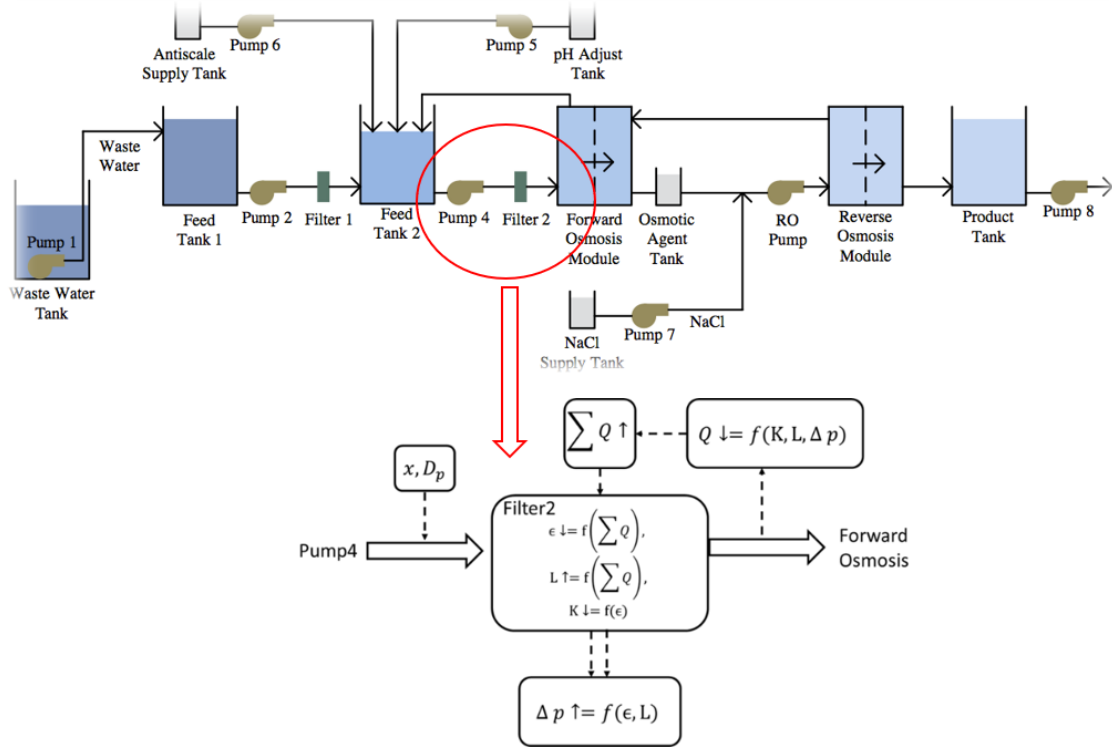 Antiscale
Supply Tank
Pump 6
Pump 5
pH Adjust
Tank
Waste
Water
Pump 1
Waste Water
Tank
Feed
Tank 1
Pump 2
Filter 1
Feed
Tank 2
Pump 4
Filter 2
Forward
Osmosis
Module
Osmotic
Agent
Tank
RO
Pump
Reverse
Osmosis
Module
Product
Tank
Pump 8
NaCl
Supply Tank
Pump 7
NaCl
∑ Q ↑
Q ↓= f(K, L, Δ p)
x, D_p
Pump4
Filter2
ϵ ↓= f(∑ Q),
L ↑= f(∑ Q),
K ↓= f(ϵ)
Forward
Osmosis
Δ p ↑= f(ϵ, L)